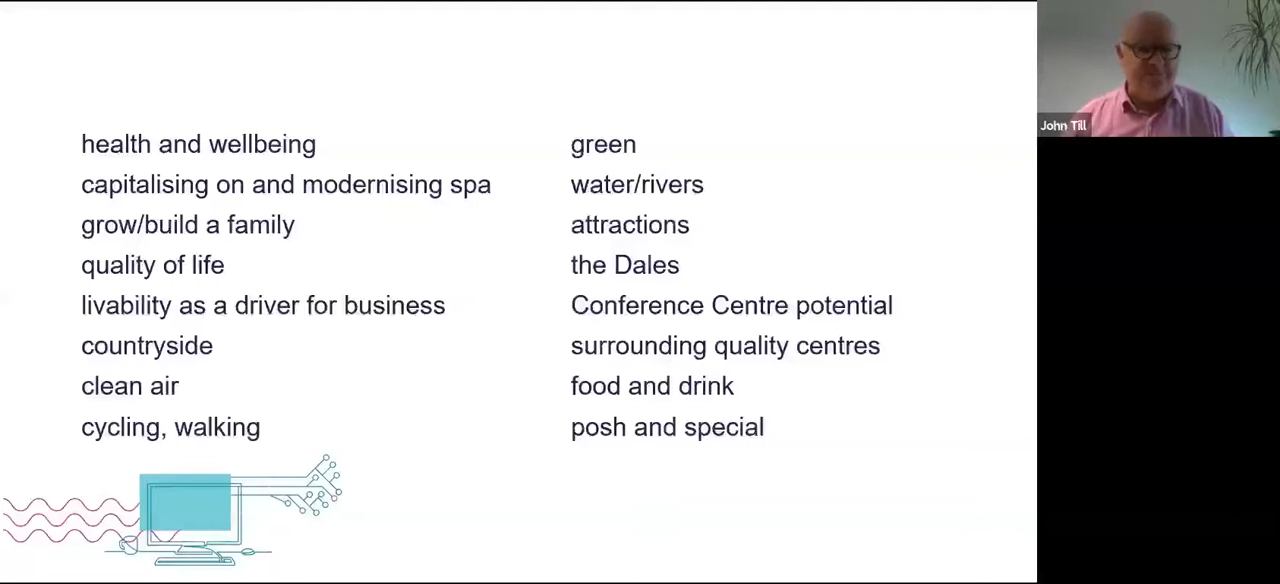 health and wellbeing
capitalising on and modernising spa
grow/build a family
quality of life
livability as a driver for business
countryside
clean air
cycling, walking
green
water/rivers
attractions
the Dales
Conference Centre potential
surrounding quality centres
food and drink
posh and special
John Till